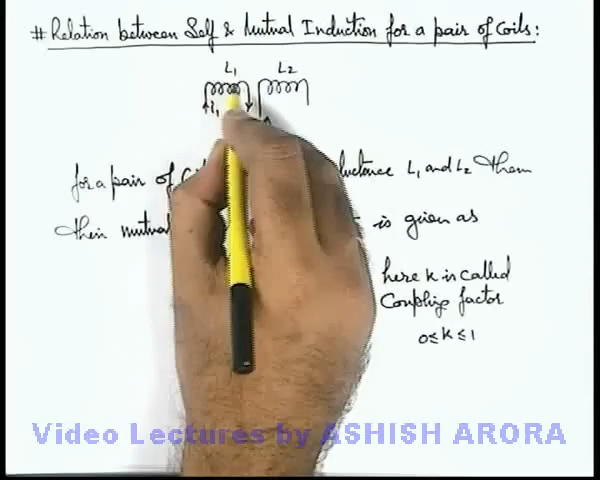 # Relation between Self & Mutual Induction for a pair of Coils:
L₁ L₂
i₁
for a pair of L₁ and L₂ Then
their mutual is given as
here k is called
Coupling factor
0 ≤ k ≤ 1
Video Lectures by ASHISH ARORA